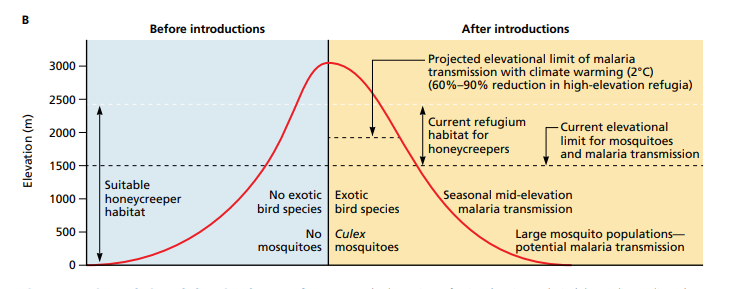 B
Before introductions
After introductions
Elevation (m)
3000
2500
2000
1500
1000
500
0
Suitable
honeycreeper
habitat
No exotic
bird species
No
mosquitoes
Exotic
bird species
Culex
mosquitoes
Projected elevational limit of malaria
transmission with climate warming (2°C)
(60%–90% reduction in high-elevation refugia)
Current refugium
habitat for
honeycreepers
Current elevational
limit for mosquitoes
and malaria transmission
Seasonal mid-elevation
malaria transmission
Large mosquito populations—
potential malaria transmission